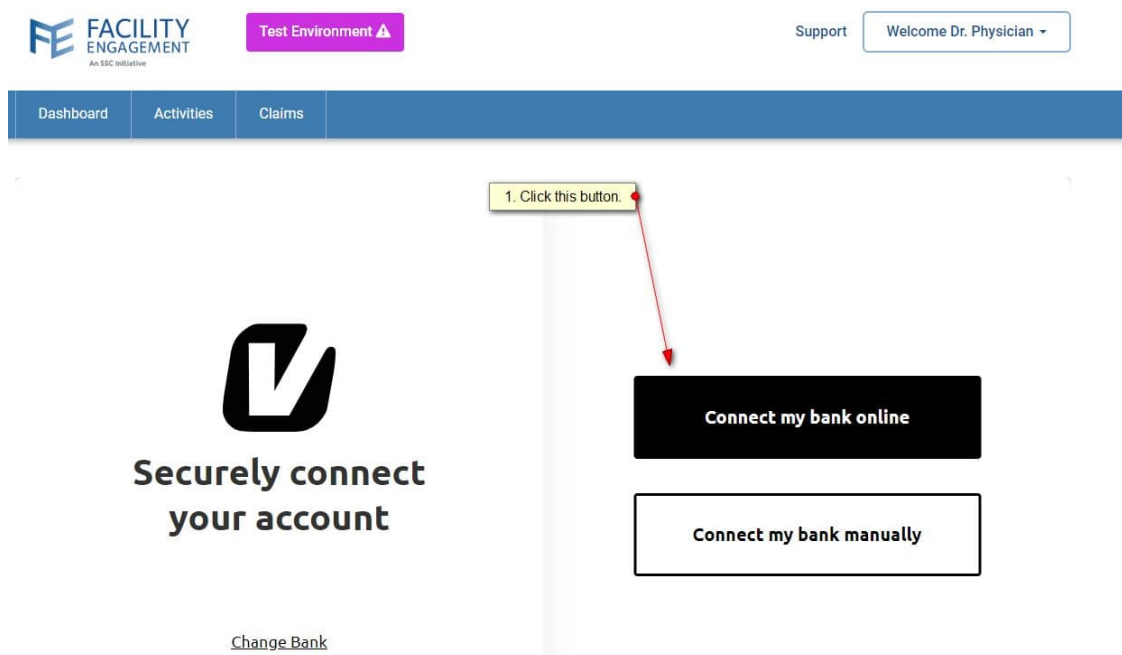 FACILITY
ENGAGEMENT
An SSC Initiative
Test Environment
Support
Welcome Dr. Physician
Dashboard
Activities
Claims
1. Click this button.
Securely connect
your account
Change Bank
Connect my bank online
Connect my bank manually